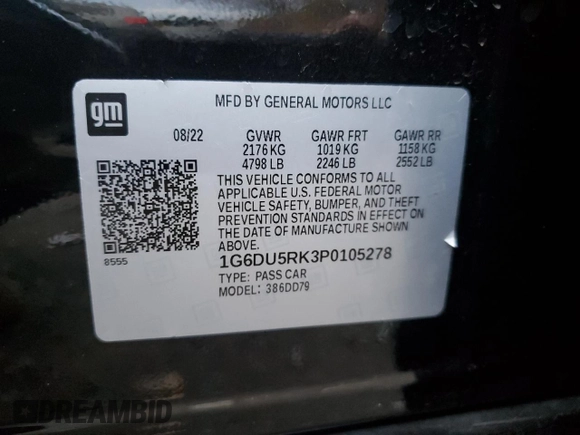 gm
MFD BY GENERAL MOTORS LLC
08/22 GVWR GAWR FRT GAWR RR
2176 KG 1019 KG 1158 KG
4798 LB 2246 LB 2552 LB
THIS VEHICLE CONFORMS TO ALL
APPLICABLE U.S. FEDERAL MOTOR
VEHICLE SAFETY, BUMPER, AND THEFT
PREVENTION STANDARDS IN EFFECT ON
THE DATE OF MANUFACTURE SHOWN
ABOVE.
8555
1G6DU5RK3P0105278
TYPE: PASS CAR
MODEL: 386DD79
DREAMBID